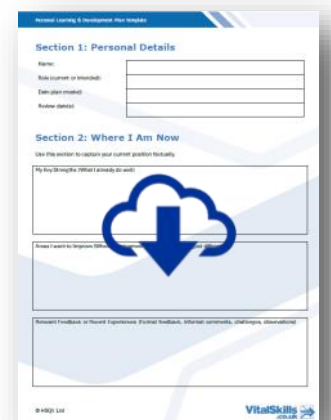 Personal Learning & Development Plan Template
Section 1: Personal Details
Name:
Role (current or intended):
Date plan created:
Review date(s):
Section 2: Where I Am Now
Use this section to capture your current position factually.
My Key Strengths (What I already do well)
Areas I want to Improve (Where
Relevant Feedback or Recent Experiences (Formal feedback, informal comments, challenges, observations)
© HSQE Ltd
VitalSkills
.co.uk